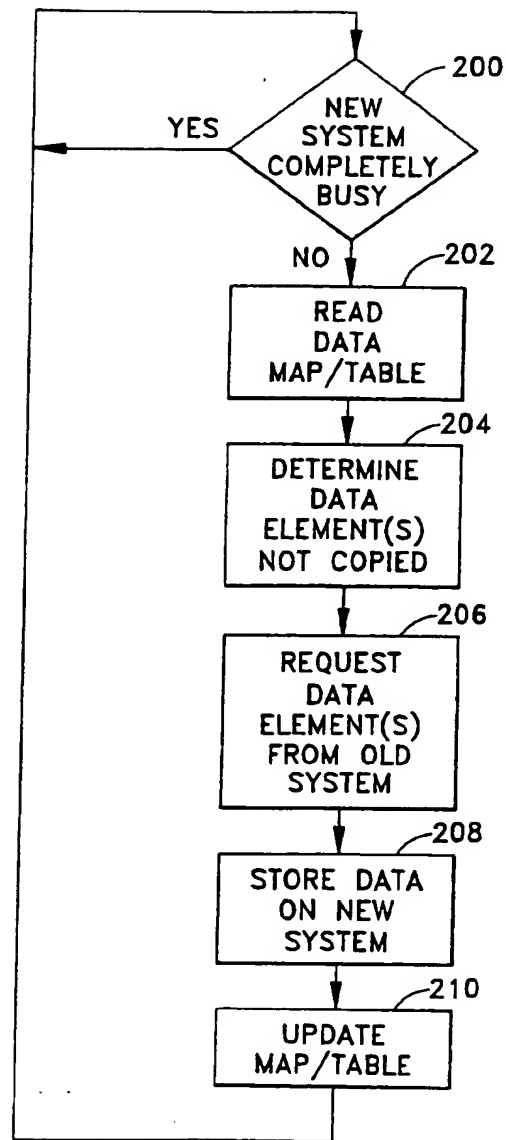 200
NEW
SYSTEM
COMPLETELY
BUSY
YES
NO
202
READ
DATA
MAP/TABLE
204
DETERMINE
DATA
ELEMENT(S)
NOT COPIED
206
REQUEST
DATA
ELEMENT(S)
FROM OLD
SYSTEM
208
STORE DATA
ON NEW
SYSTEM
210
UPDATE
MAP/TABLE